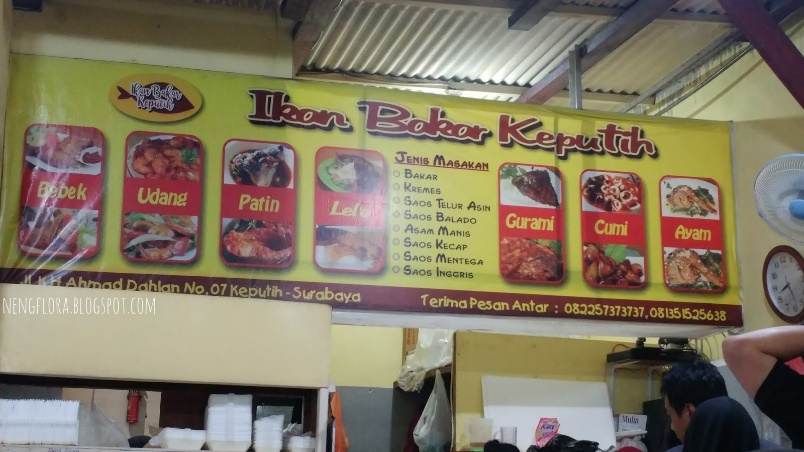 Ikan Bakar
Keputih
Ikan Bakar Keputih
Bebek
Udang
Patin
Lele
JENIS MASAKAN
BAKAR
KREMES
SAOS TELUR ASIN
SAOS BALADO
ASAM MANIS
SAOS KECAP
SAOS MENTEGA
SAOS INGGRIS
Gurami
Cumi
Ayam
Ahmad Dahlan No. 07 Keputih - Surabaya
Terima Pesan Antar : 082257373737, 081351525638
NENGFLORA.BLOGSPOT.COM
Mulia